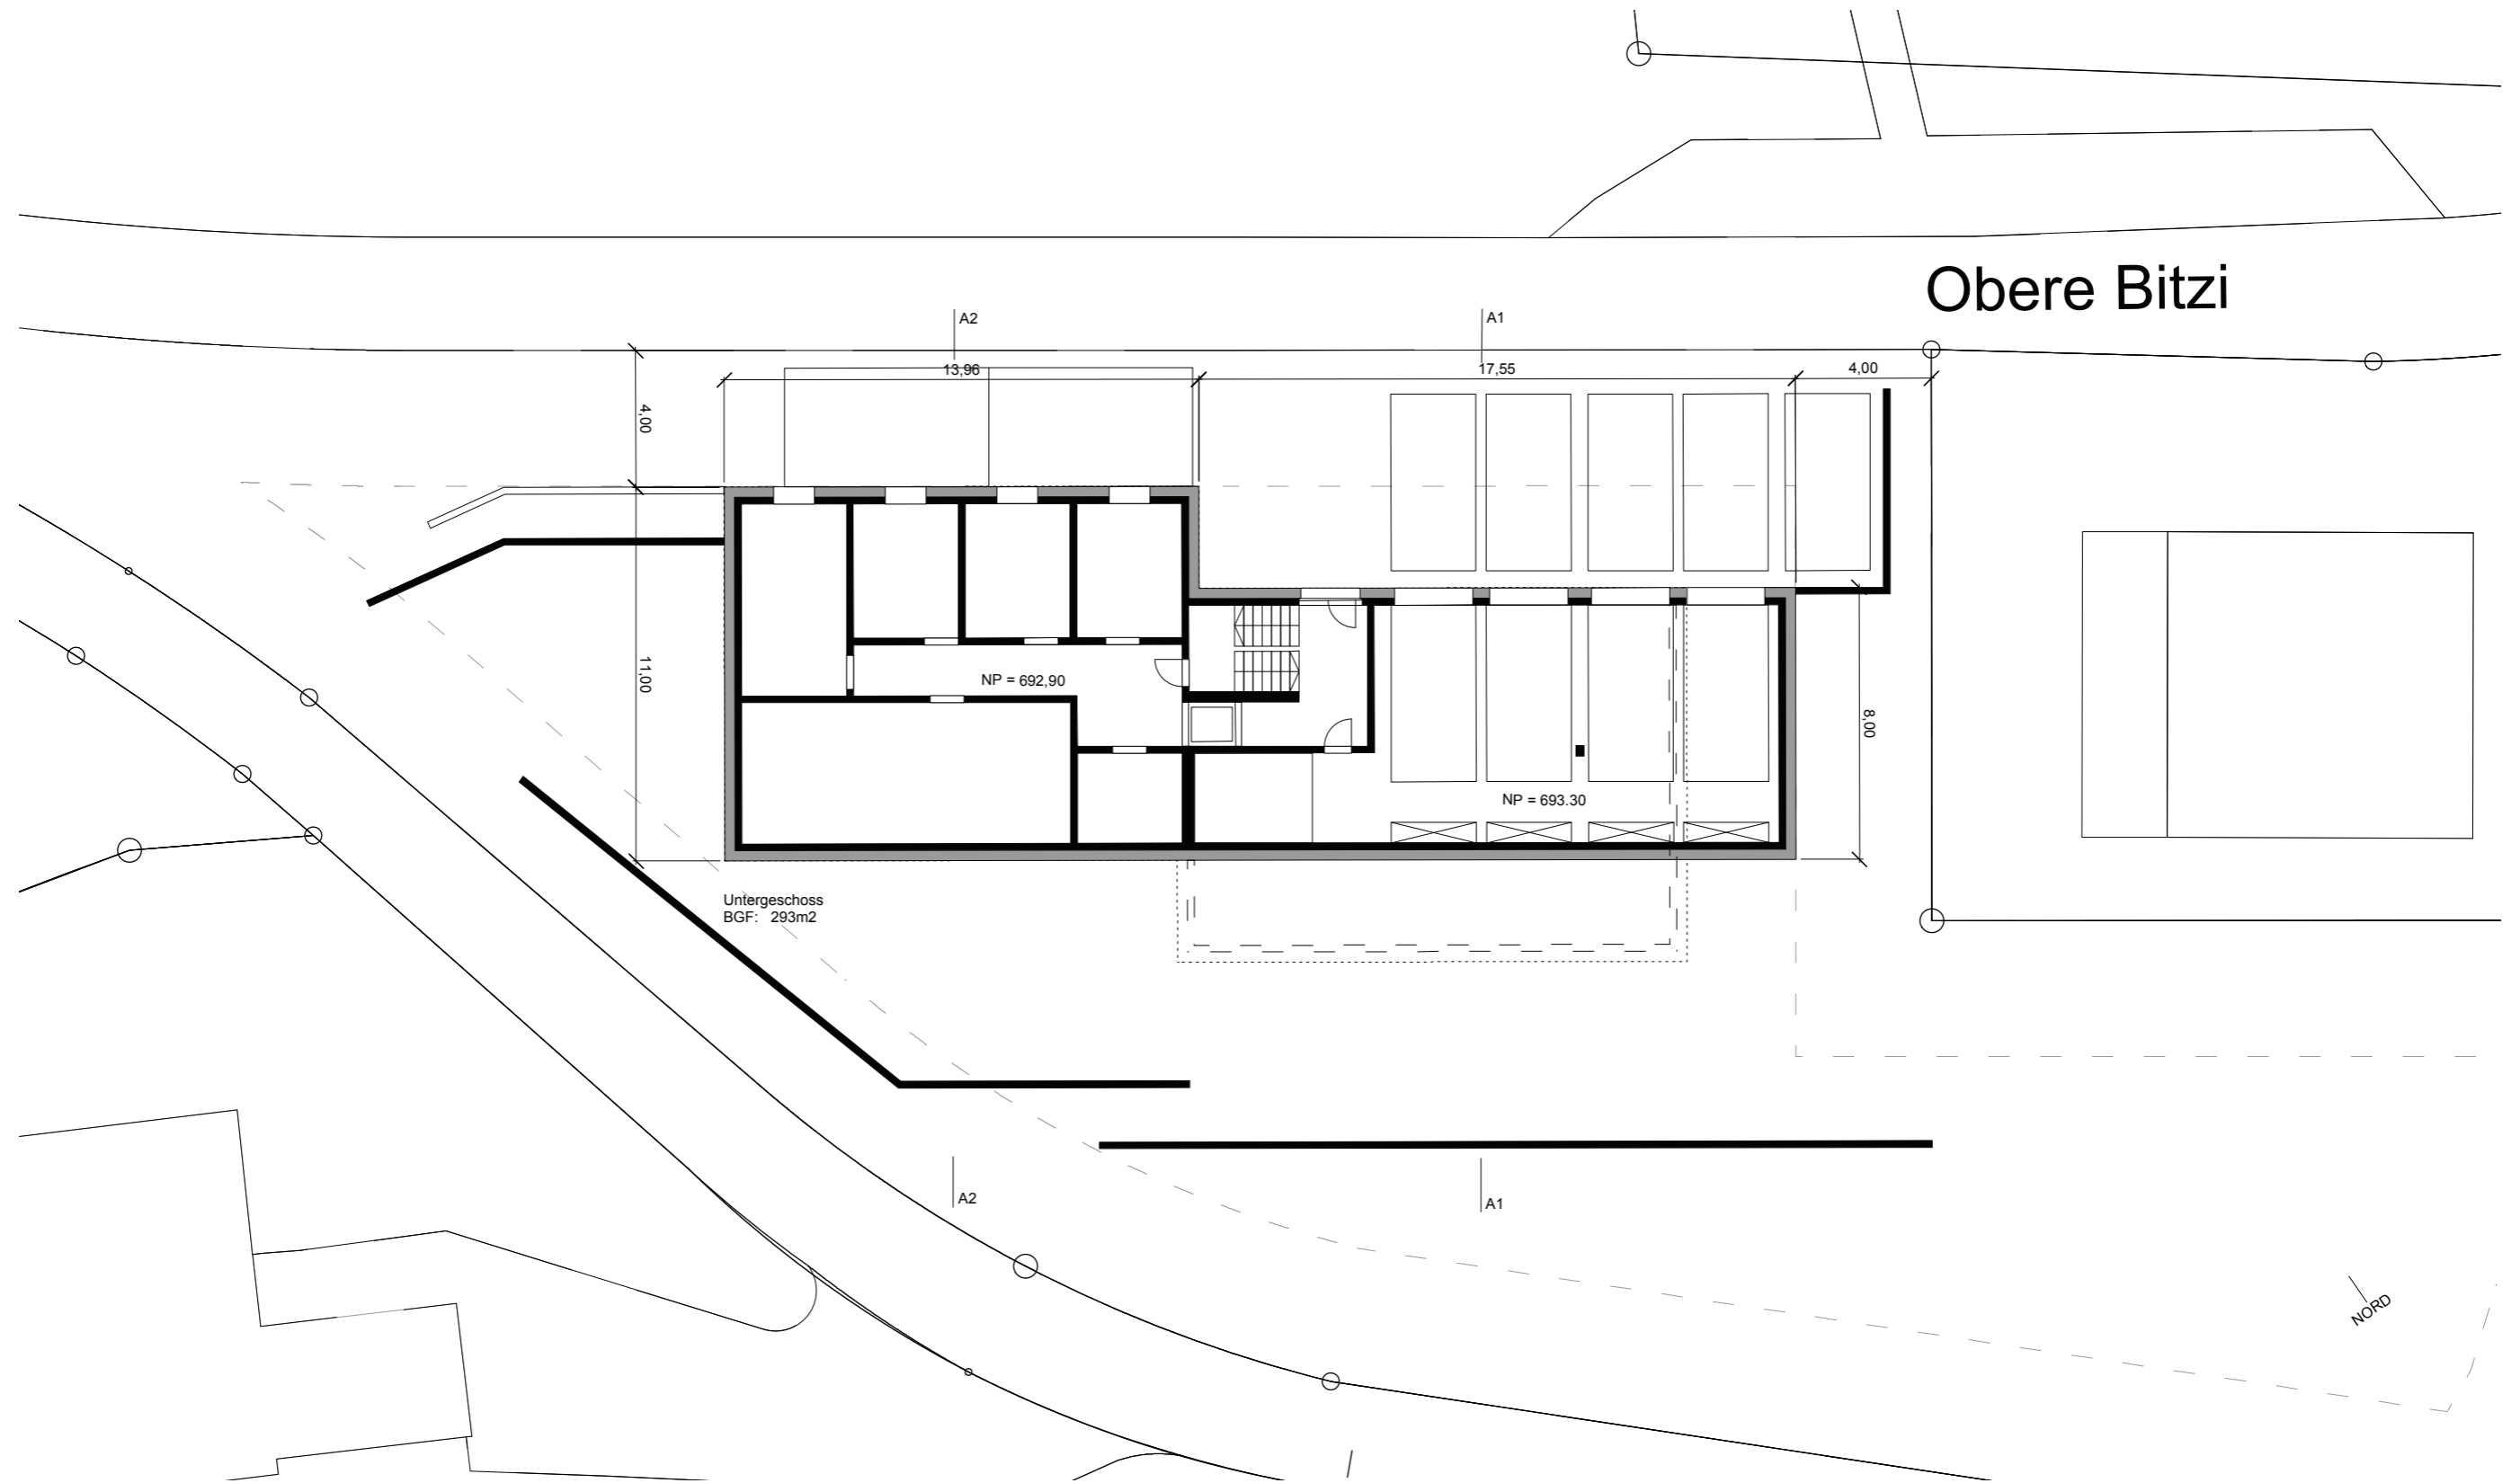 Obere Bitzi
A2
A1
13,96
17,55
4,00
4,00
11,00
NP = 692,90
8,00
NP = 693.30
Untergeschoss
BGF: 293m2
A2
A1
NORD